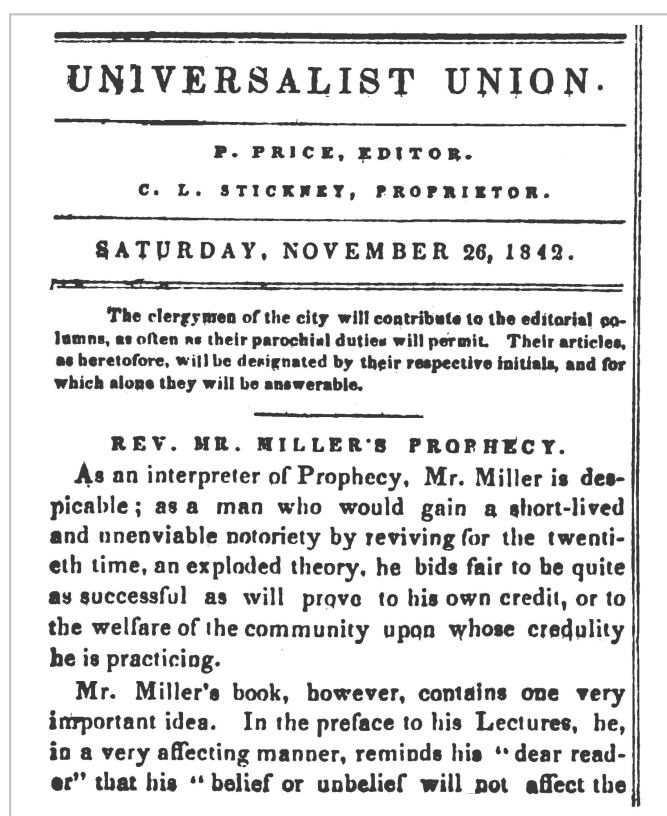 UNIVERSALIST UNION.
P. PRICE, EDITOR.
C. L. STICKNEY, PROPRIETOR.
SATURDAY, NOVEMBER 26, 1842.
The clergymen of the city will contribute to the editorial co-
lumns, as often as their parochial duties will permit. Their articles,
as heretofore, will be designated by their respective initials, and for
which alone they will be answerable.
REV. MR. MILLER'S PROPHECY.
As an interpreter of Prophecy, Mr. Miller is des-
picable; as a man who would gain a short-lived
and unenviable notoriety by reviving for the twenti-
eth time, an exploded theory, he bids fair to be quite
as successful as will prove to his own credit, or to
the welfare of the community upon whose credulity
he is practicing.
Mr. Miller's book, however, contains one very
important idea. In the preface to his Lectures, he,
in a very affecting manner, reminds his "dear read-
er" that his "belief or unbelief will not affect the